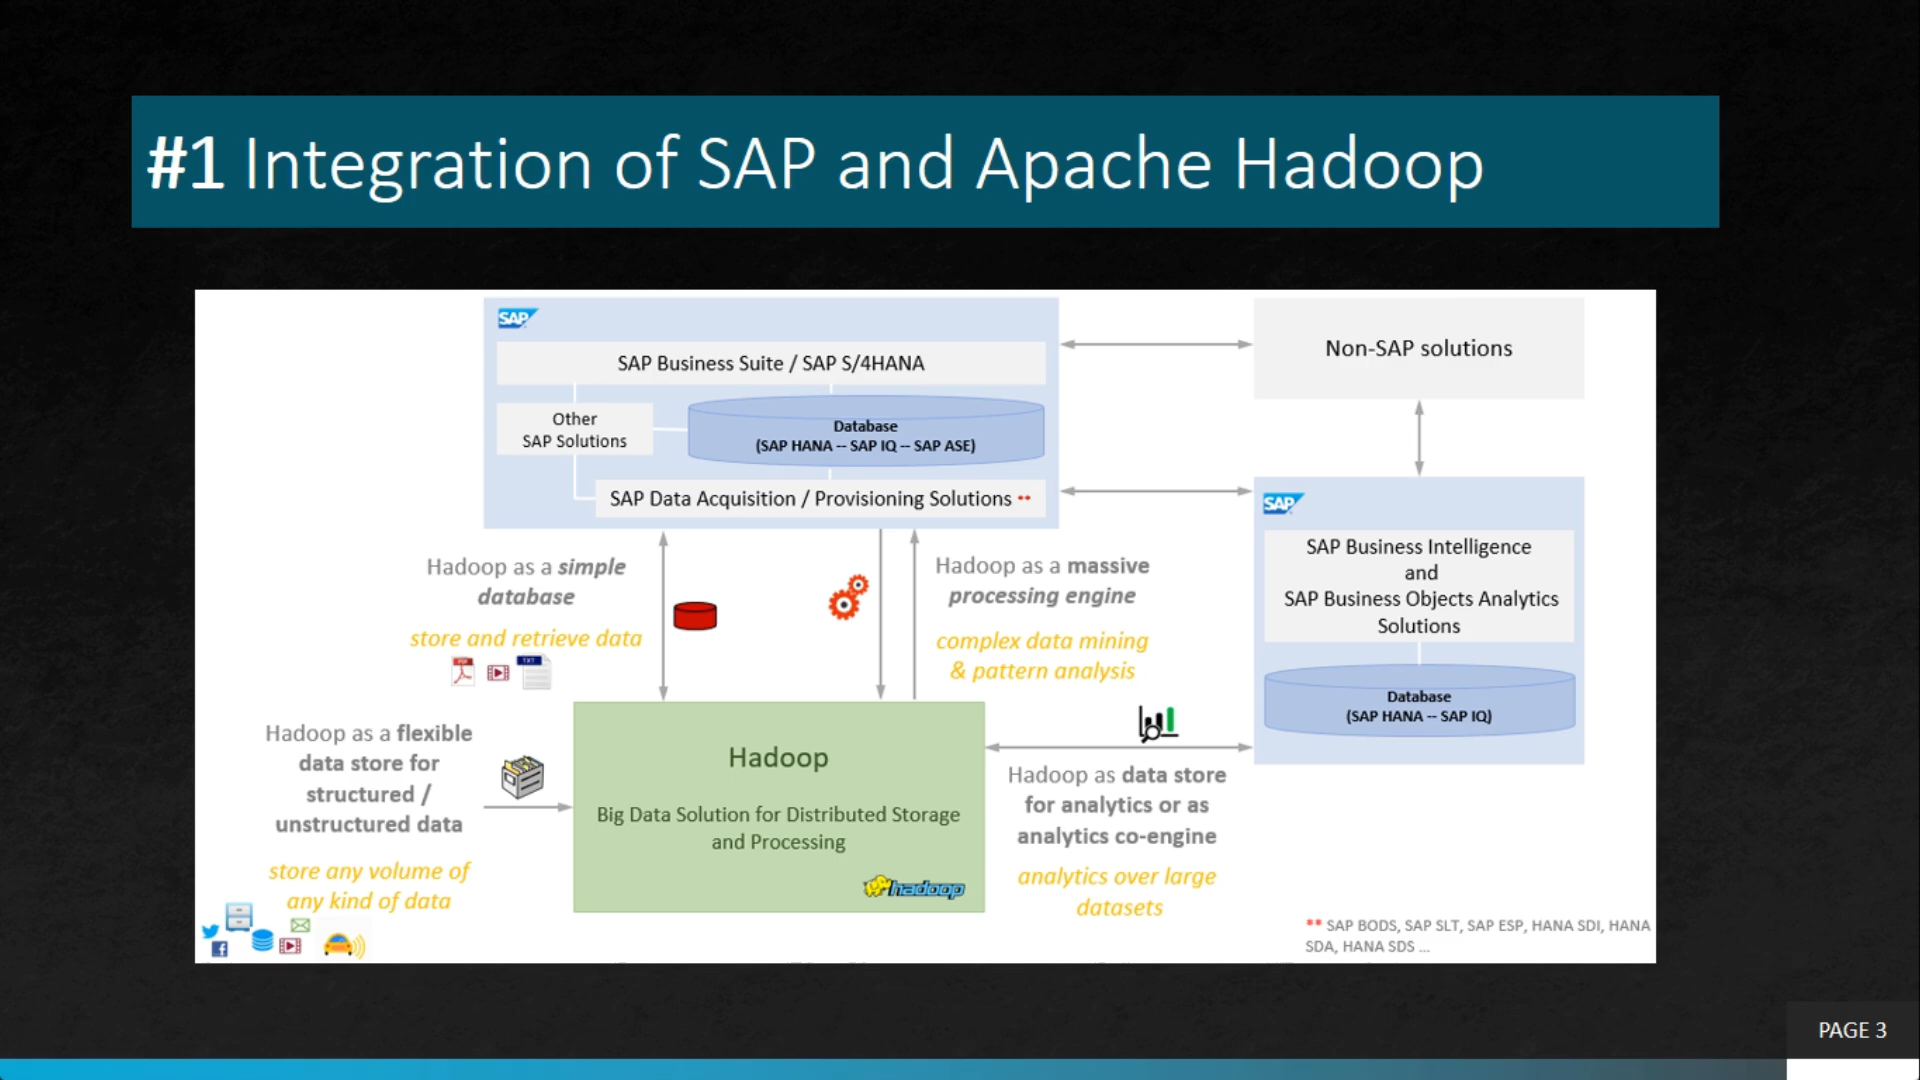 #1 Integration of SAP and Apache Hadoop
SAP
SAP Business Suite / SAP S/4HANA
Other
SAP Solutions
Database
(SAP HANA -- SAP IQ -- SAP ASE)
SAP Data Acquisition / Provisioning Solutions **
Non-SAP solutions
SAP
SAP Business Intelligence
and
SAP Business Objects Analytics
Solutions
Database
(SAP HANA -- SAP IQ)
Hadoop as a simple
database
store and retrieve data
PDF
TXT
Hadoop as a massive
processing engine
complex data mining
& pattern analysis
Hadoop as a flexible
data store for
structured /
unstructured data
store any volume of
any kind of data
Hadoop
Big Data Solution for Distributed Storage
and Processing
hadoop
Hadoop as data store
for analytics or as
analytics co-engine
analytics over large
datasets
** SAP BODS, SAP SLT, SAP ESP, HANA SDI, HANA
SDA, HANA SDS ...
PAGE 3